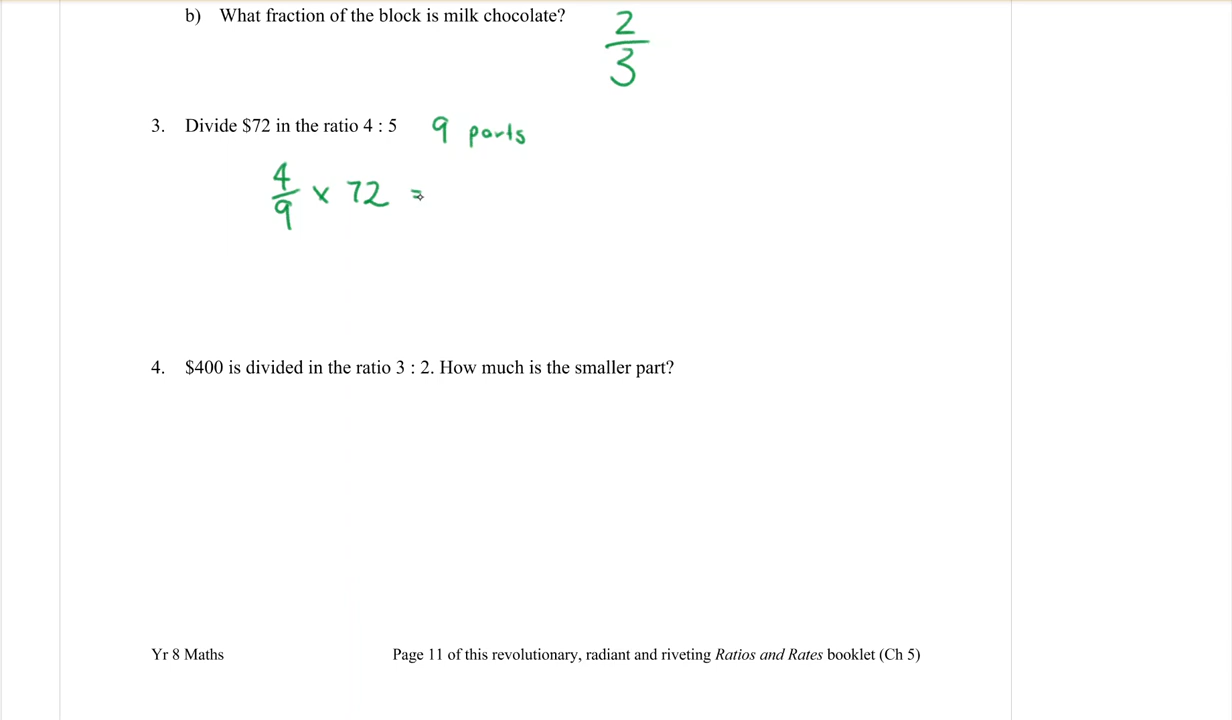 b) What fraction of the block is milk chocolate? 2/3
3. Divide $72 in the ratio 4 : 5 9 parts
4/9 × 72 =
4. $400 is divided in the ratio 3 : 2. How much is the smaller part?
Yr 8 Maths Page 11 of this revolutionary, radiant and riveting Ratios and Rates booklet (Ch 5)